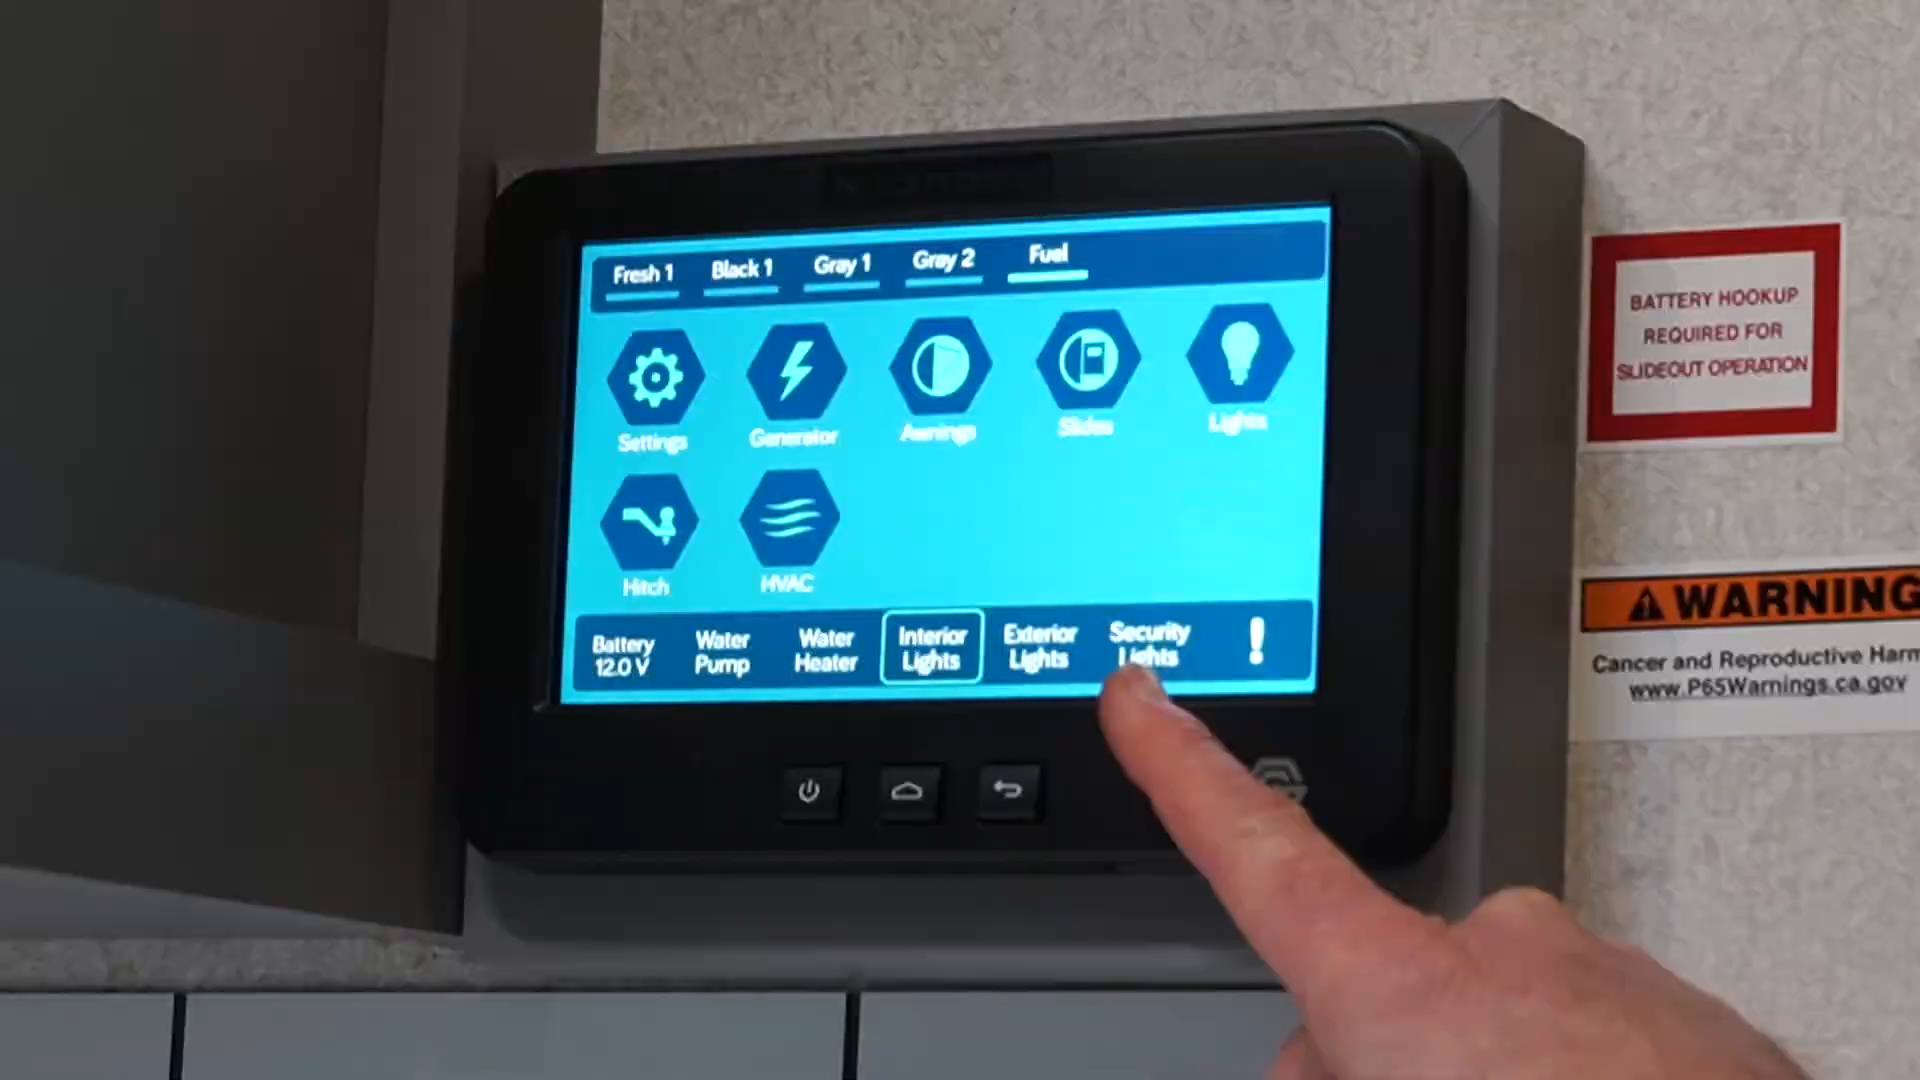 Fresh 1
Black 1
Gray 1
Gray 2
Fuel
Settings
Generator
Awnings
Slides
Lights
Hitch
HVAC
Battery
12.0 V
Water
Pump
Water
Heater
Interior
Lights
Exterior
Lights
Security
Lights
!
BATTERY HOOKUP
REQUIRED FOR
SLIDEOUT OPERATION
WARNING
Cancer and Reproductive Harm
www.P65Warnings.ca.gov